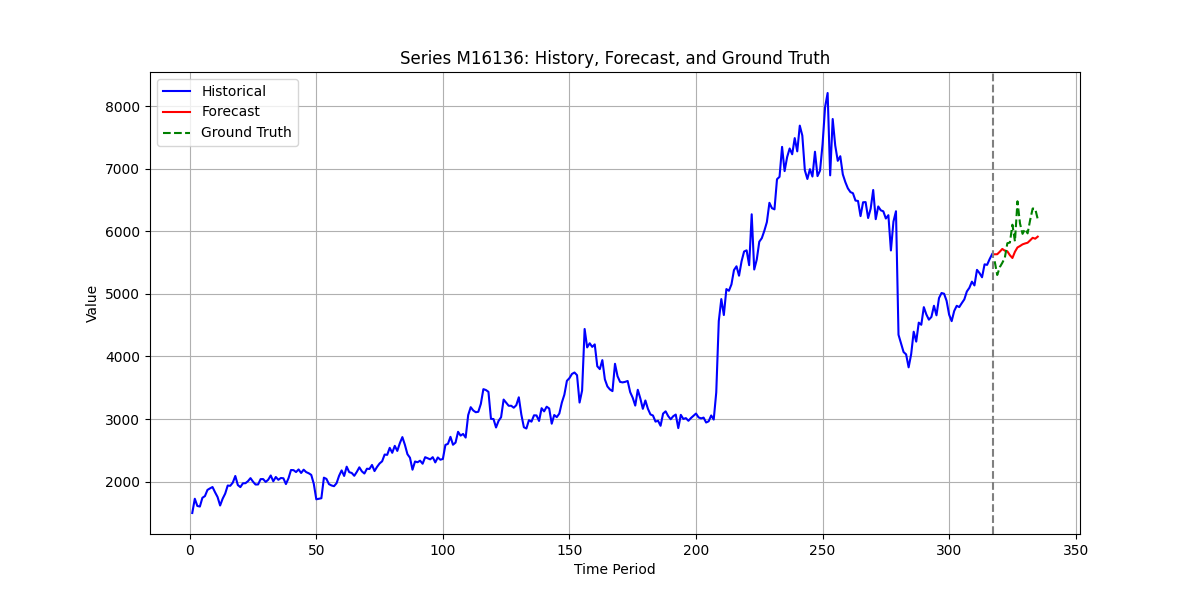 Series M16136: History, Forecast, and Ground Truth
Historical
Forecast
Ground Truth
Value
8000
7000
6000
5000
4000
3000
2000
0 50 100 150 200 250 300 350
Time Period